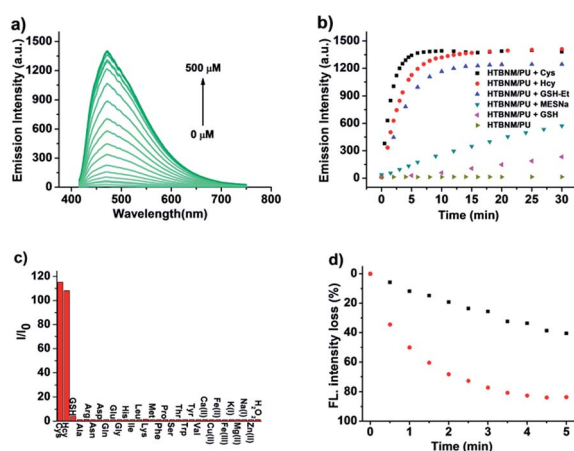 a)
Emission Intensity (a.u.)
1500
1200
900
600
300
0
500 µM
0 µM
400
500
600
700
800
Wavelength(nm)
b)
Emission Intensity (a.u.)
1500
1200
900
600
300
0
HTBNM/PU + Cys
HTBNM/PU + Hcy
HTBNM/PU + GSH-Et
HTBNM/PU + MESNa
HTBNM/PU + GSH
HTBNM/PU
0
5
10
15
20
25
30
Time (min)
c)
I/I0
120
100
80
60
40
20
0
Cys
Hcy
GSH
Ala
Arg
Asn
Asp
Gln
Glu
Gly
His
Ile
Leu
Lys
Met
Phe
Pro
Ser
Thr
Trp
Tyr
Val
Ca(II)
Cu(II)
Fe(II)
Fe(III)
K(I)
Mg(II)
Na(I)
Zn(II)
d)
FL. intensity loss (%)
0
20
40
60
80
100
0
1
2
3
4
5
Time (min)